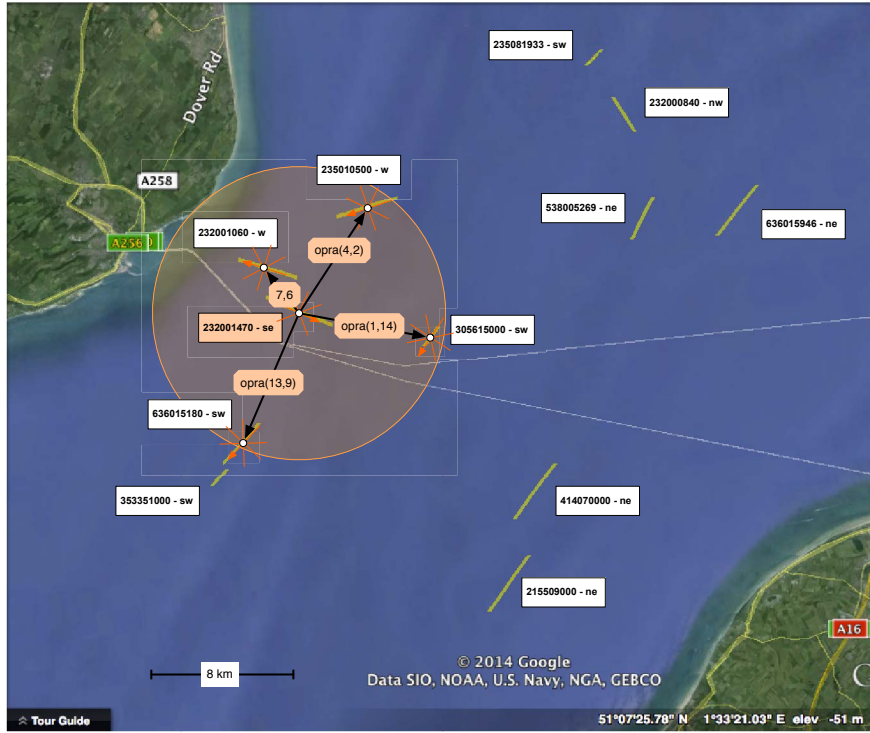 235081933 - sw
Dover Rd
232000840 - nw
235010500 - w
A258
538005269 - ne
636015946 - ne
232001060 - w
A256
opra(4,2)
7,6
232001470 - se
opra(1,14)
305615000 - sw
opra(13,9)
636015180 - sw
353351000 - sw
414070000 - ne
215509000 - ne
A16
© 2014 Google
8 km
Data SIO, NOAA, U.S. Navy, NGA, GEBCO
Tour Guide
51°07'25.78" N 1°33'21.03" E elev -51 m